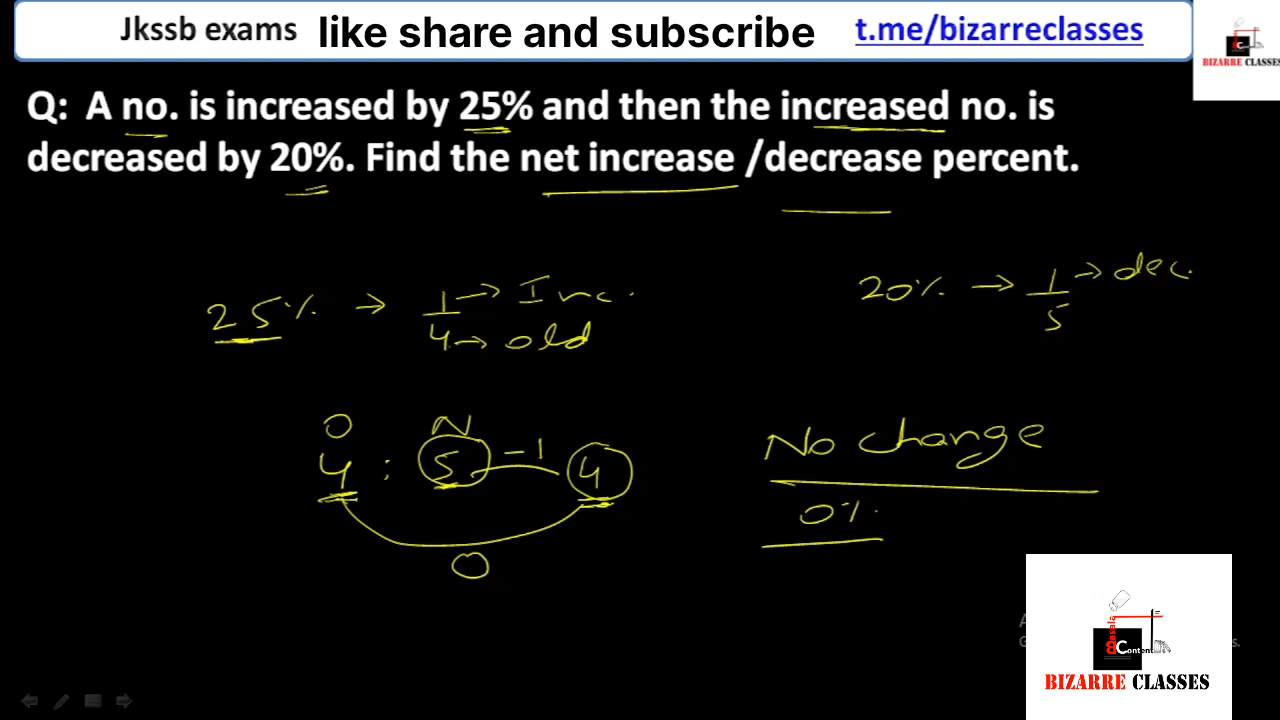 Jkssb exams like share and subscribe t.me/bizarreclasses
BIZARRE CLASSES
Q: A no. is increased by 25% and then the increased no. is
decreased by 20%. Find the net increase /decrease percent.
25% → 1/4 → Inc.
→ old
20% → 1/5 → dec.
O N
4 : 5 -1 4
0
No change
0%
Content
BIZARRE CLASSES